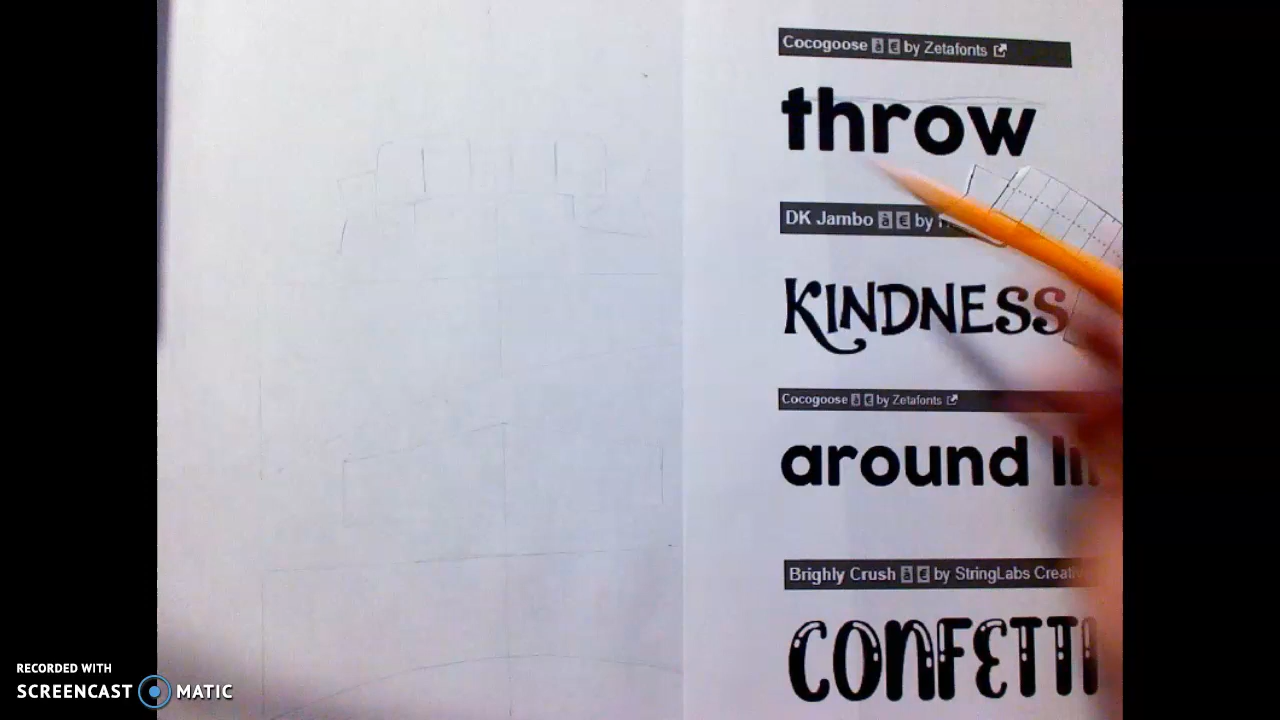 Cocogoose à € by Zetafonts
throw
DK Jambo à € by
KINDNESS
Cocogoose à € by Zetafonts
around
Brighly Crush à € by StringLabs
CONFETTI
RECORDED WITH
SCREENCAST MATIC